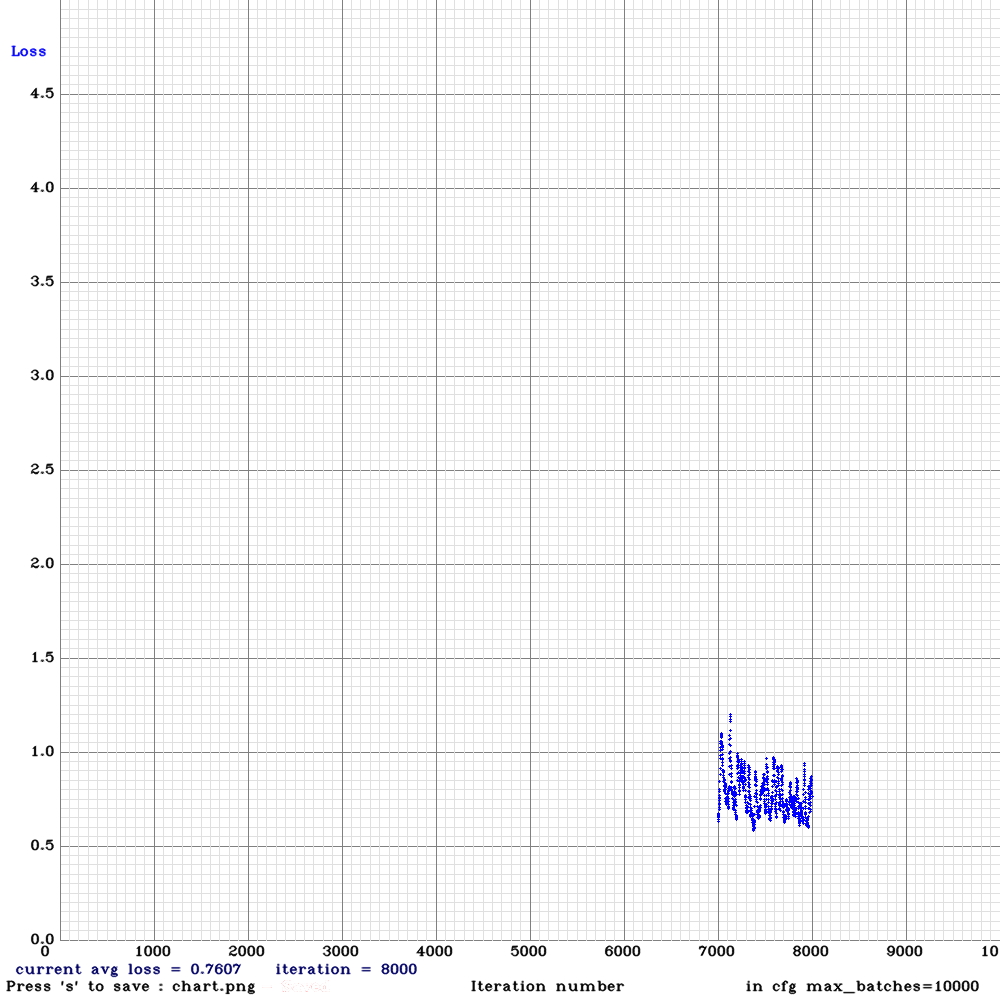 Loss
4.5
4.0
3.5
3.0
2.5
2.0
1.5
1.0
0.5
0.0
0 1000 2000 3000 4000 5000 6000 7000 8000 9000 10
current avg loss = 0.7607 iteration = 8000
Press 's' to save : chart.png Iteration number in cfg max_batches=10000